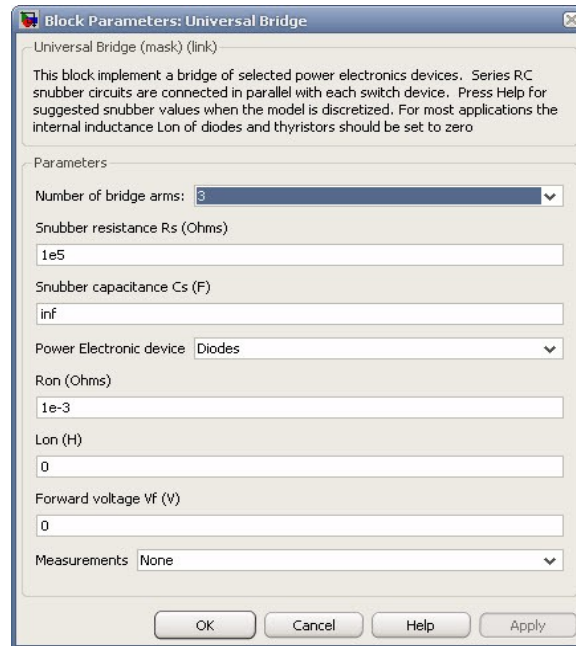 Block Parameters: Universal Bridge
Universal Bridge (mask) (link)
This block implement a bridge of selected power electronics devices. Series RC
snubber circuits are connected in parallel with each switch device. Press Help for
suggested snubber values when the model is discretized. For most applications the
internal inductance Lon of diodes and thyristors should be set to zero
Parameters
Number of bridge arms: 3
Snubber resistance Rs (Ohms)
1e5
Snubber capacitance Cs (F)
inf
Power Electronic device Diodes
Ron (Ohms)
1e-3
Lon (H)
0
Forward voltage Vf (V)
0
Measurements None
OK Cancel Help Apply